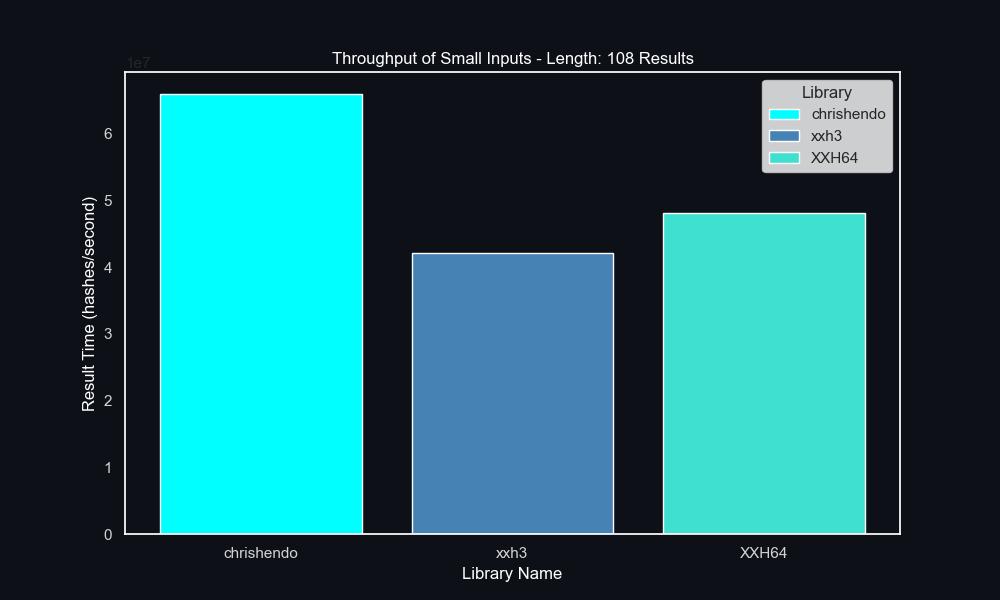 Throughput of Small Inputs - Length: 108 Results
1e7
Library
chrishendo
xxh3
XXH64
6
5
4
3
2
1
0
Result Time (hashes/second)
chrishendo
xxh3
XXH64
Library Name